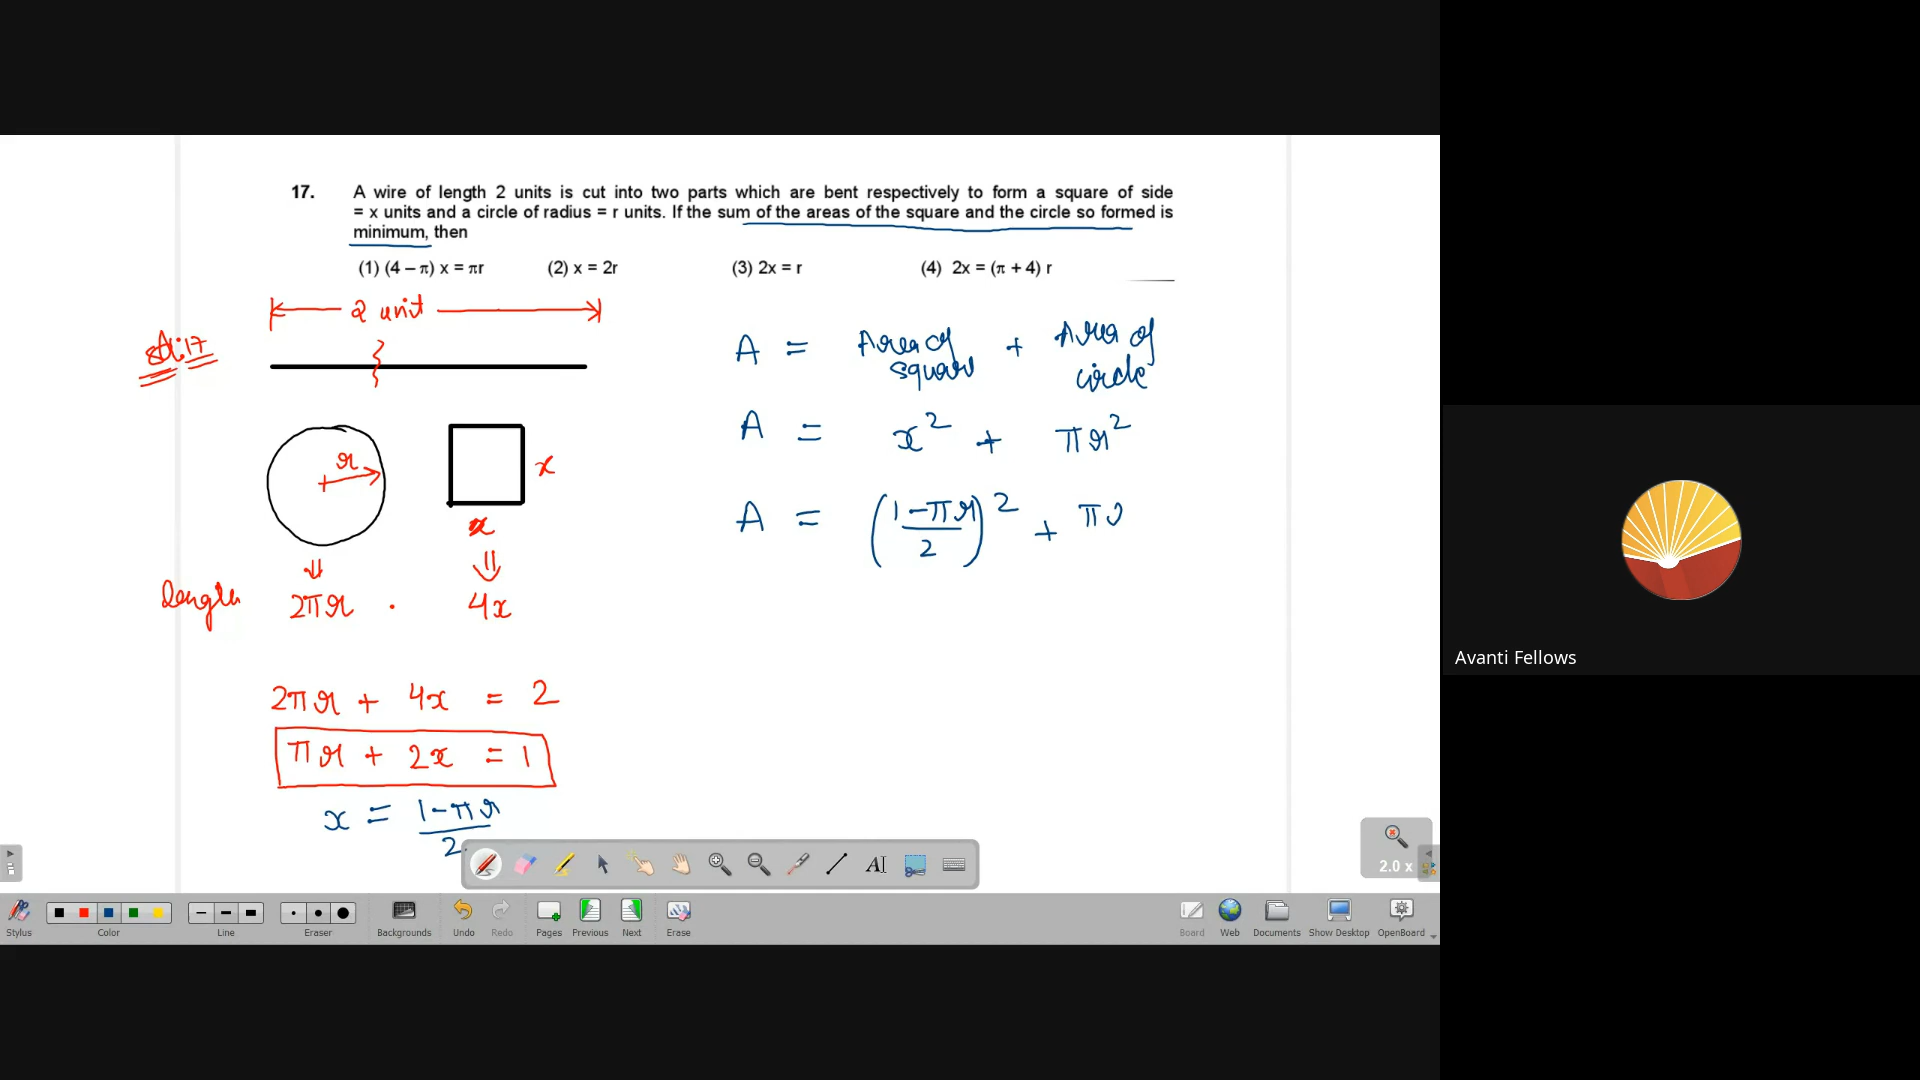 17. A wire of length 2 units is cut into two parts which are bent respectively to form a square of side
= x units and a circle of radius = r units. If the sum of the areas of the square and the circle so formed is
minimum, then
(1) (4 – π) x = πr (2) x = 2r (3) 2x = r (4) 2x = (π + 4) r
2 unit
17
A = Area of square + Area of circle
r
x
x
A = x² + πr²
A = (1-πr/2)² + π
length 2πr . 4x
2πr + 4x = 2
πr + 2x = 1
x = 1-πr/2
Avanti Fellows
2.0 x
Stylus Color Line Eraser Backgrounds Undo Redo Pages Previous Next Erase Board Web Documents Show Desktop OpenBoard